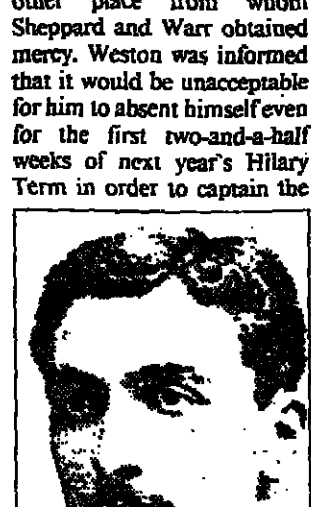 other place from whom
Sheppard and Warr obtained
mercy. Weston was informed
that it would be unacceptable
for him to absent himself even
for the first two-and-a-half
weeks of next year's Hilary
Term in order to captain the